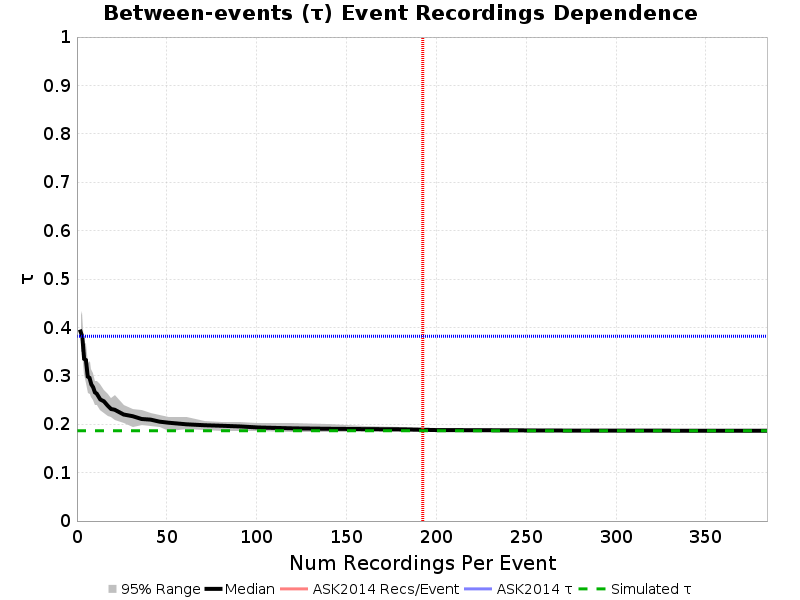 Between-events (τ) Event Recordings Dependence
1
0.9
0.8
0.7
0.6
0.5
0.4
0.3
0.2
0.1
0
τ
0 50 100 150 200 250 300 350
Num Recordings Per Event
95% Range Median ASK2014 Recs/Event ASK2014 τ Simulated τ